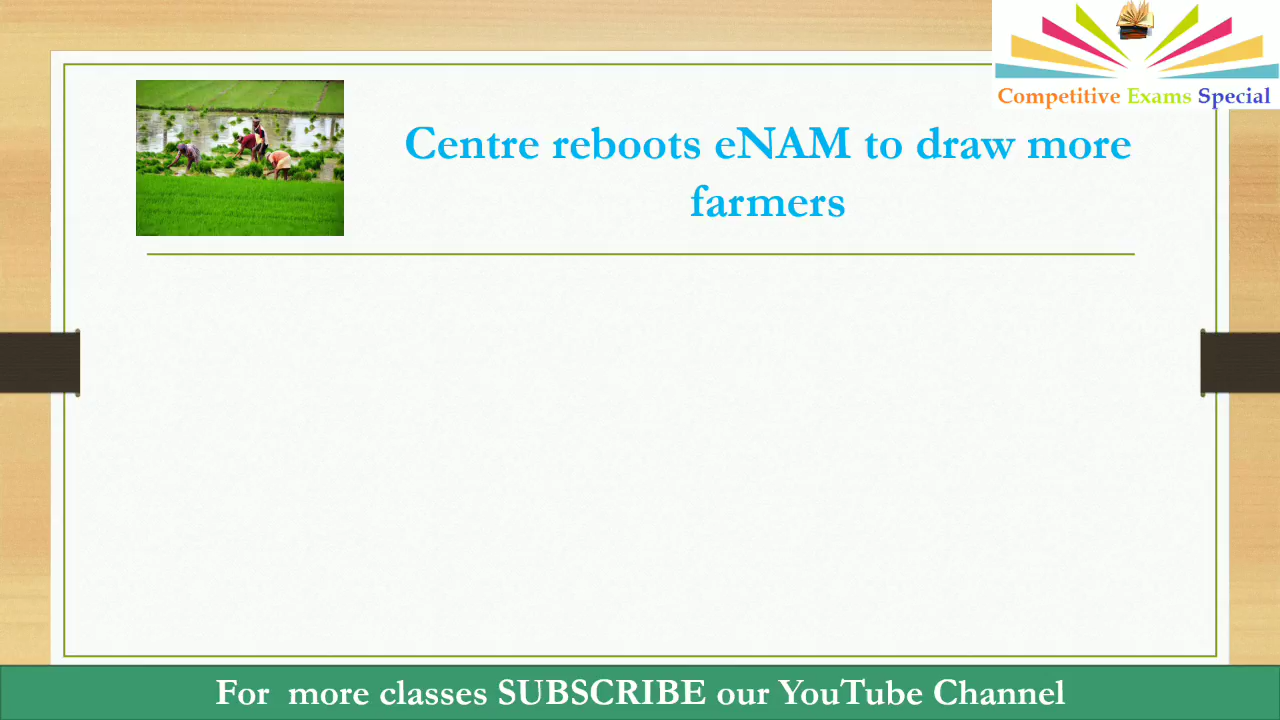 Competitive Exams Special
Centre reboots eNAM to draw more
farmers
For more classes SUBSCRIBE our YouTube Channel